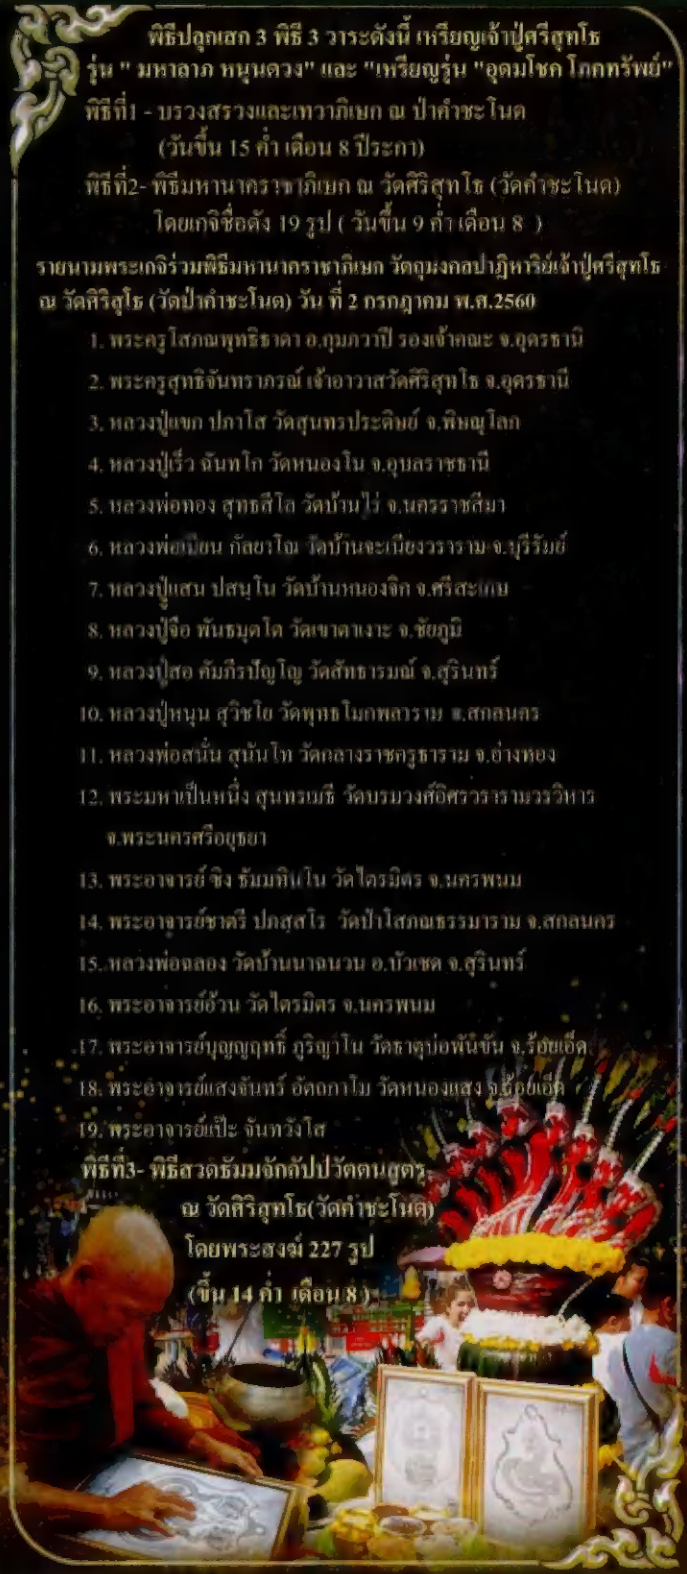 พิธีปลุกเสก 3 พิธี 3 วาระดังนี้ เหรียญเจ้าปู่ศรีสุทโธ
รุ่น " มหาลาภ หนุนดวง" และ "เหรียญรุ่น "อุดมโชค โภคทรัพย์"
พิธีที่1 - บรวงสรวงและเทวาภิเษก ณ ป่าคำชะโนด
(วันขึ้น 15 ค่ำ เดือน 8 ปีระกา)
พิธีที่2- พิธีมหานาคราชาภิเษก ณ วัดศิริสุทโธ (วัดคำชะโนด)
โดยเกจิชื่อดัง 19 รูป ( วันขึ้น 9 ค่ำ เดือน 8 )
รายนามพระเกจิร่วมพิธีมหานาคราชาภิเษก วัตถุมงคลปาฏิหาริย์เจ้าปู่ศรีสุทโธ
ณ วัดศิริสุโธ (วัดป่าคำชะโนด) วัน ที่ 2 กรกฎาคม พ.ศ.2560
1. พระครูโสภณพุทธิธาดา อ.กุมภวาปี รองเจ้าคณะ จ.อุดรธานี
2. พระครูสุทธิจันทราภรณ์ เจ้าอาวาสวัดศิริสุทโธ จ.อุดรธานี
3. หลวงปู่แขก ปภาโส วัดสุนทรประดิษย์ จ.พิษณุโลก
4. หลวงปู่เร็ว ฉันทโก วัดหนองโน จ.อุบลราชธานี
5. หลวงพ่อทอง สุทธสีโล วัดบ้านไร่ จ.นครราชสีมา
6. หลวงพ่อเมียน กัลยาโณ วัดบ้านจะเนียงวราราม จ.บุรีรัมย์
7. หลวงปู่แสน ปสนฺโน วัดบ้านหนองจิก จ.ศรีสะเกษ
8. หลวงปู่จือ พันธมุตโต วัดเขาตาเงาะ จ.ชัยภูมิ
9. หลวงปู่สอ คัมภีรปัญโญ วัดสัทธารมณ์ จ.สุรินทร์
10. หลวงปู่หนุน สุวิชโย วัดพุทธโมกพลาราม จ.สกลนคร
11. หลวงพ่อสนั่น สุนันโท วัดกลางราชครูธาราม จ.อ่างทอง
12. พระมหาเป็นหนึ่ง สุนทรเมธี วัดบรมวงศ์อิศรวรารามวรวิหาร
จ.พระนครศรีอยุธยา
13. พระอาจารย์ ซิง ธัมมทินโน วัดไตรมิตร จ.นครพนม
14. พระอาจารย์ชาตรี ปภสฺสโร วัดป่าโสภณธรรมาราม จ.สกลนคร
15. หลวงพ่อฉลอง วัดบ้านนาฉนวน อ.บัวเชด จ.สุรินทร์
16. พระอาจารย์อ้วน วัดไตรมิตร จ.นครพนม
17. พระอาจารย์บุญญฤทธิ์ ภูริญาโน วัดธาตุบ่อพันขัน จ.ร้อยเอ็ด
18. พระอาจารย์แสงจันทร์ อัตถกาโม วัดหนองแสง จ.ร้อยเอ็ด
19. พระอาจารย์แป๊ะ จันทวังโส
พิธีที่3- พิธีสวดธัมมจักกัปปวัตตนสูตร
ณ วัดศิริสุทโธ(วัดคำชะโนด)
โดยพระสงฆ์ 227 รูป
(ขึ้น 14 ค่ำ เดือน 8 )